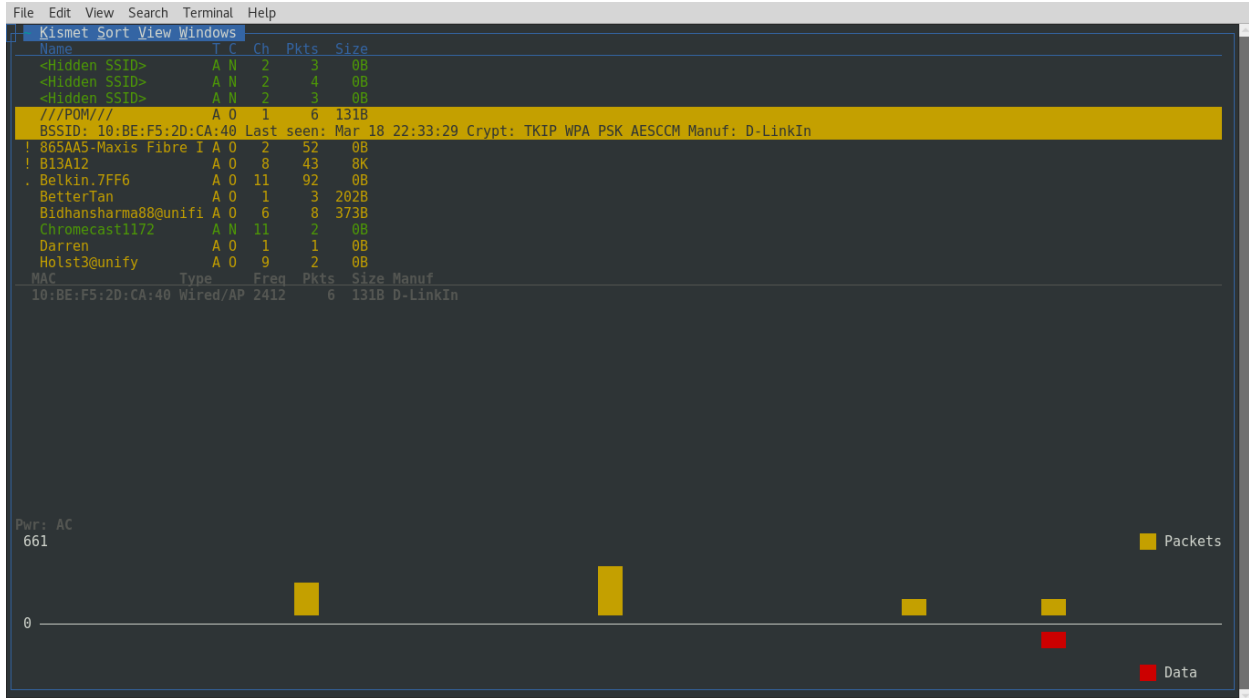 File Edit View Search Terminal Help
Kismet Sort View Windows
Name T C Ch Pkts Size
<Hidden SSID> A N 2 3 0B
<Hidden SSID> A N 2 4 0B
<Hidden SSID> A N 2 3 0B
///POM/// A O 1 6 131B
BSSID: 10:BE:F5:2D:CA:40 Last seen: Mar 18 22:33:29 Crypt: TKIP WPA PSK AESCCM Manuf: D-LinkIn
! 865AA5-Maxis Fibre I A O 2 52 0B
! B13A12 A O 8 43 8K
. Belkin.7FF6 A O 11 92 0B
BetterTan A O 1 3 202B
Bidhansharma88@unifi A O 6 8 373B
Chromecast1172 A N 11 2 0B
Darren A O 1 1 0B
Holst3@unify A O 9 2 0B
MAC Type Freq Pkts Size Manuf
10:BE:F5:2D:CA:40 Wired/AP 2412 6 131B D-LinkIn
Pwr: AC
661
Packets
0
Data